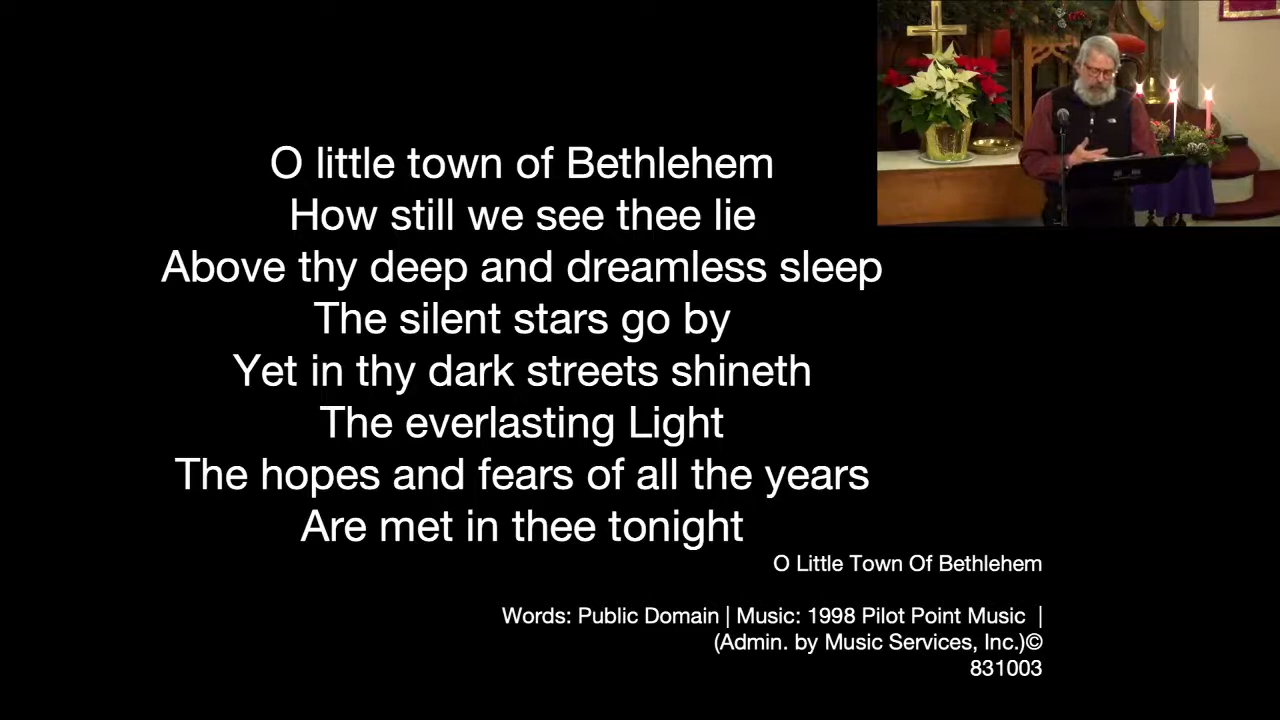 O little town of Bethlehem
How still we see thee lie
Above thy deep and dreamless sleep
The silent stars go by
Yet in thy dark streets shineth
The everlasting Light
The hopes and fears of all the years
Are met in thee tonight
O Little Town Of Bethlehem
Words: Public Domain | Music: 1998 Pilot Point Music |
(Admin. by Music Services, Inc.)©
831003